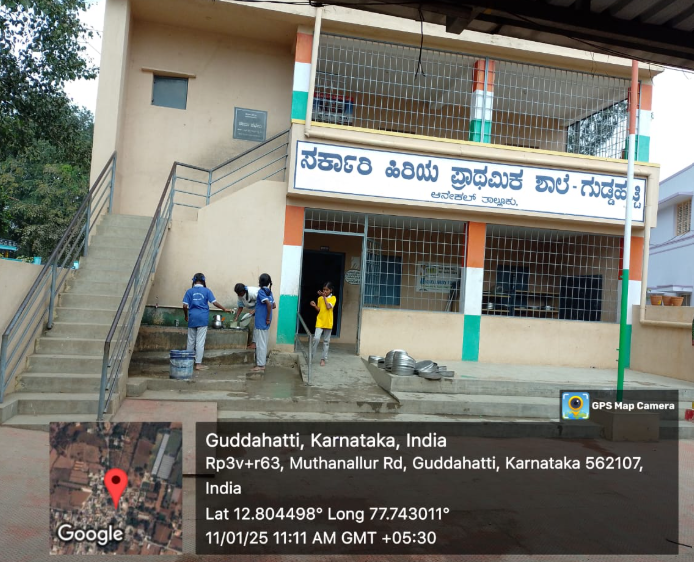 ಸರ್ಕಾರಿ ಹಿರಿಯ ಪ್ರಾಥಮಿಕ ಶಾಲೆ - ಗುಡ್ಡಹಟ್ಟಿ
ಆನೇಕಲ್ ತಾಲ್ಲೂಕು.
GPS Map Camera
Guddahatti, Karnataka, India
Rp3v+r63, Muthanallur Rd, Guddahatti, Karnataka 562107,
India
Lat 12.804498° Long 77.743011°
11/01/25 11:11 AM GMT +05:30
Google